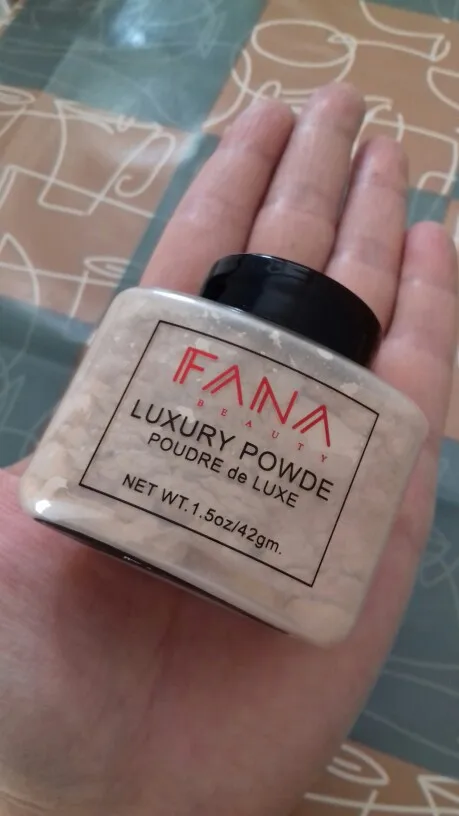 FANA
BEAUTY
LUXURY POWDE
POUDRE de LUXE
NET WT.1.5oz/42gm.